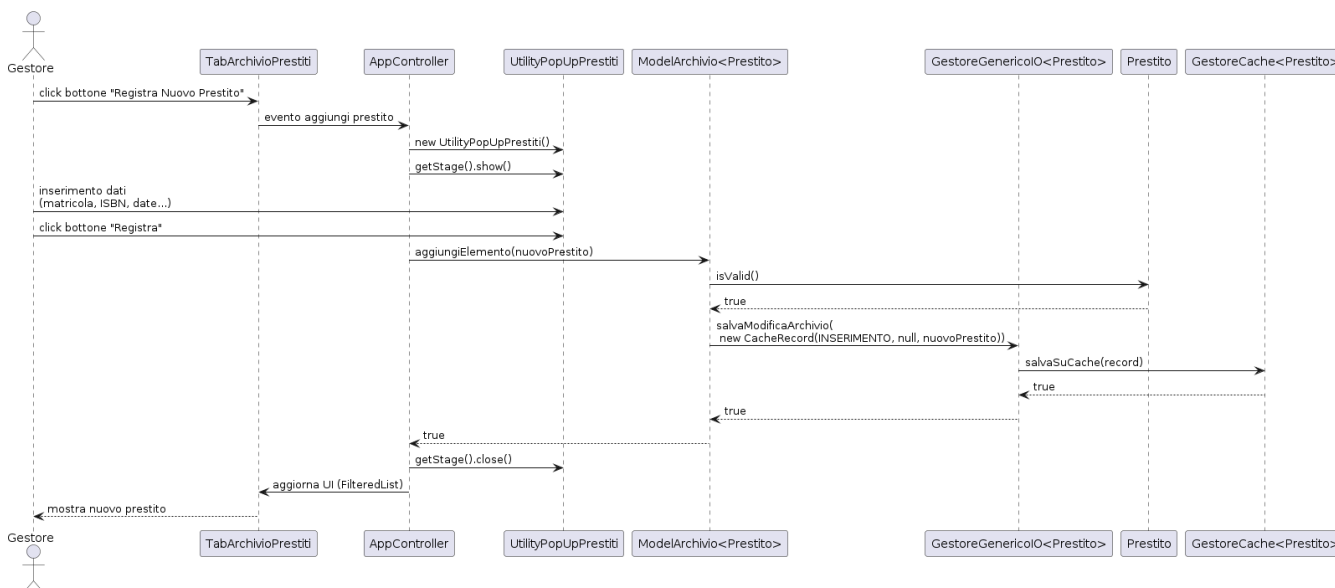 Gestore
TabArchivioPrestiti
AppController
UtilityPopUpPrestiti
ModelArchivio<Prestito>
GestoreGenericoIO<Prestito>
Prestito
GestoreCache<Prestito>
click bottone "Registra Nuovo Prestito"
evento aggiungi prestito
new UtilityPopUpPrestiti()
getStage().show()
inserimento dati
(matricola, ISBN, date...)
click bottone "Registra"
aggiungiElemento(nuovoPrestito)
isValid()
true
salvaModificaArchivio(
new CacheRecord(INSERIMENTO, null, nuovoPrestito))
salvaSuCache(record)
true
true
true
getStage().close()
aggiorna UI (FilteredList)
mostra nuovo prestito
Gestore
TabArchivioPrestiti
AppController
UtilityPopUpPrestiti
ModelArchivio<Prestito>
GestoreGenericoIO<Prestito>
Prestito
GestoreCache<Prestito>